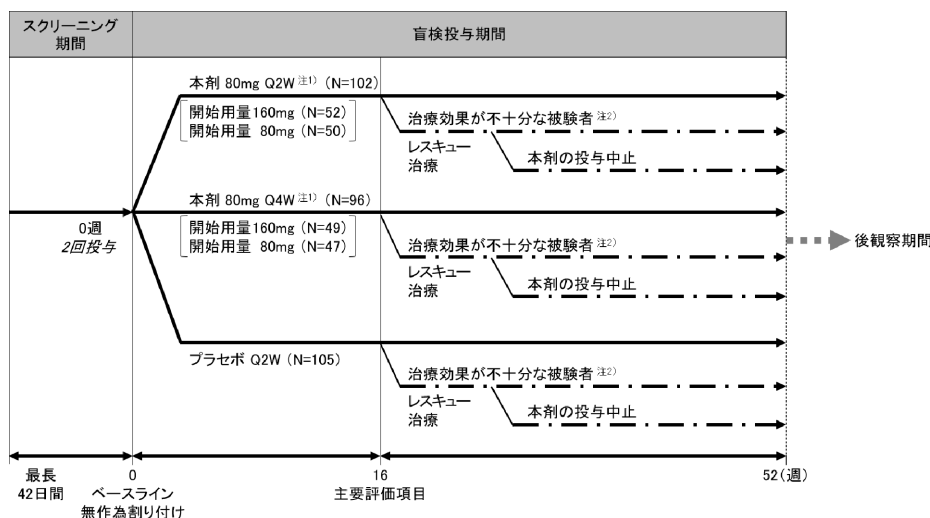 スクリーニング
期間
盲検投与期間
本剤 80mg Q2W 注1) (N=102)
開始用量160mg (N=52)
開始用量 80mg (N=50)
治療効果が不十分な被験者 注2)
レスキュー
治療
本剤の投与中止
0週
2回投与
本剤 80mg Q4W 注1) (N=96)
開始用量160mg (N=49)
開始用量 80mg (N=47)
治療効果が不十分な被験者 注2)
レスキュー
治療
本剤の投与中止
後観察期間
プラセボ Q2W (N=105)
治療効果が不十分な被験者 注2)
レスキュー
治療
本剤の投与中止
最長
42日間
0
ベースライン
無作為割り付け
16
主要評価項目
52(週)